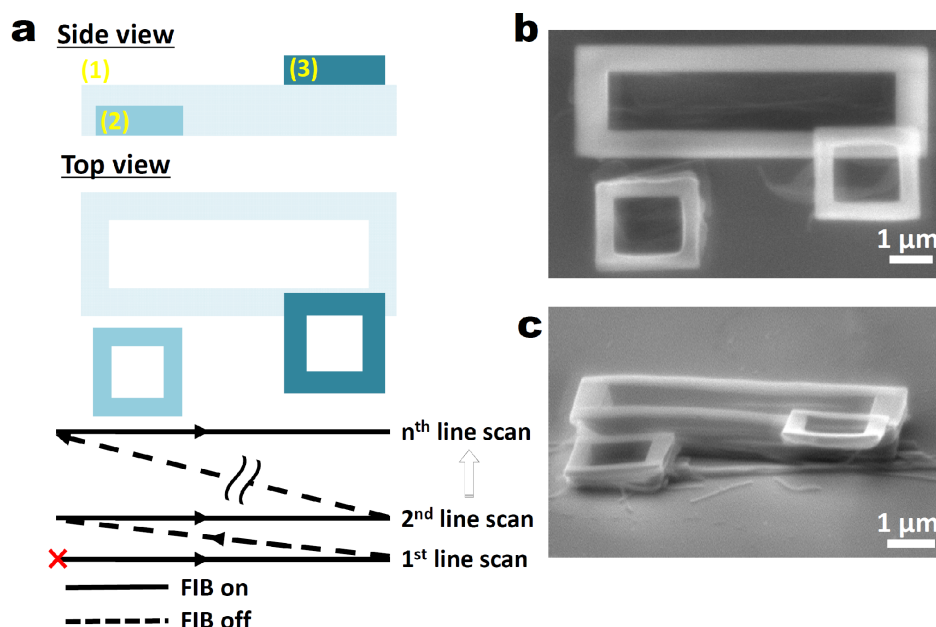 a
Side view
(1)
(3)
(2)
Top view
nth line scan
2nd line scan
1st line scan
FIB on
FIB off
b
1 μm
c
1 μm